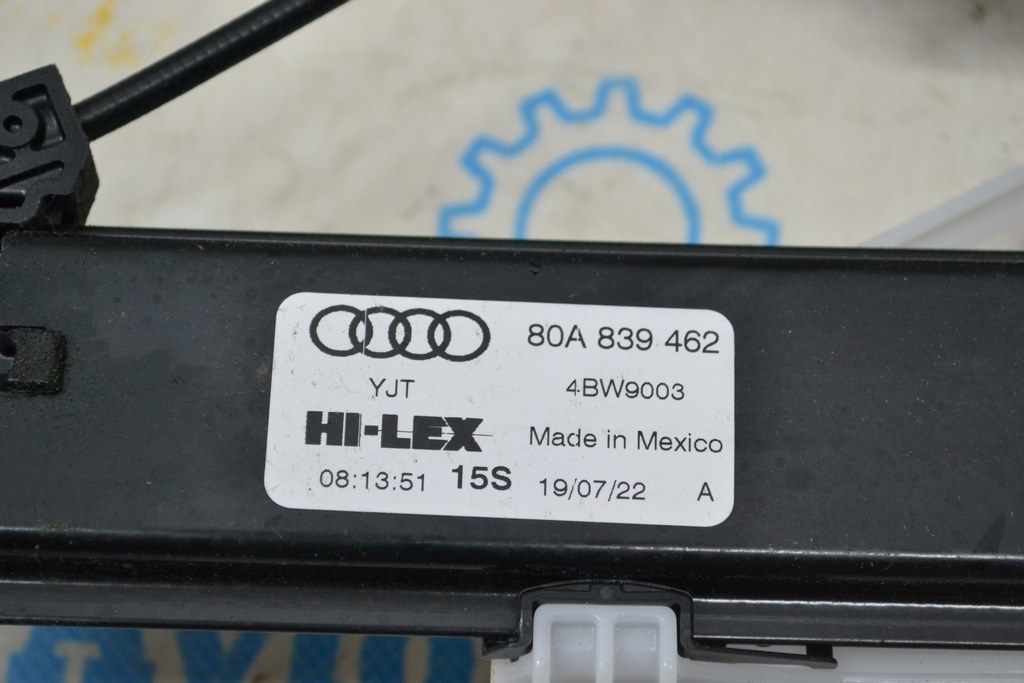 80A 839 462
YJT 4BW9003
HI-LEX Made in Mexico
08:13:51 15S 19/07/22 A